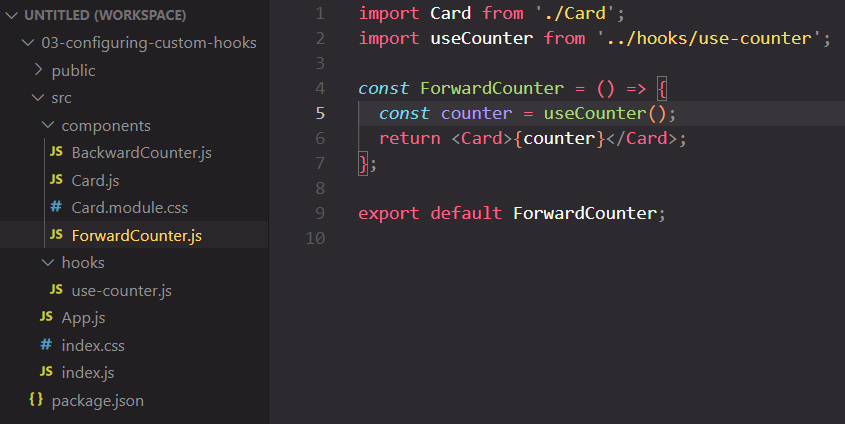 UNTITLED (WORKSPACE)
03-configuring-custom-hooks
public
src
components
JS BackwardCounter.js
JS Card.js
# Card.module.css
JS ForwardCounter.js
hooks
JS use-counter.js
JS App.js
# index.css
JS index.js
{} package.json
1 import Card from './Card';
2 import useCounter from '../hooks/use-counter';
3
4 const ForwardCounter = () => {
5   const counter = useCounter();
6   return <Card>{counter}</Card>;
7 };
8
9 export default ForwardCounter;
10